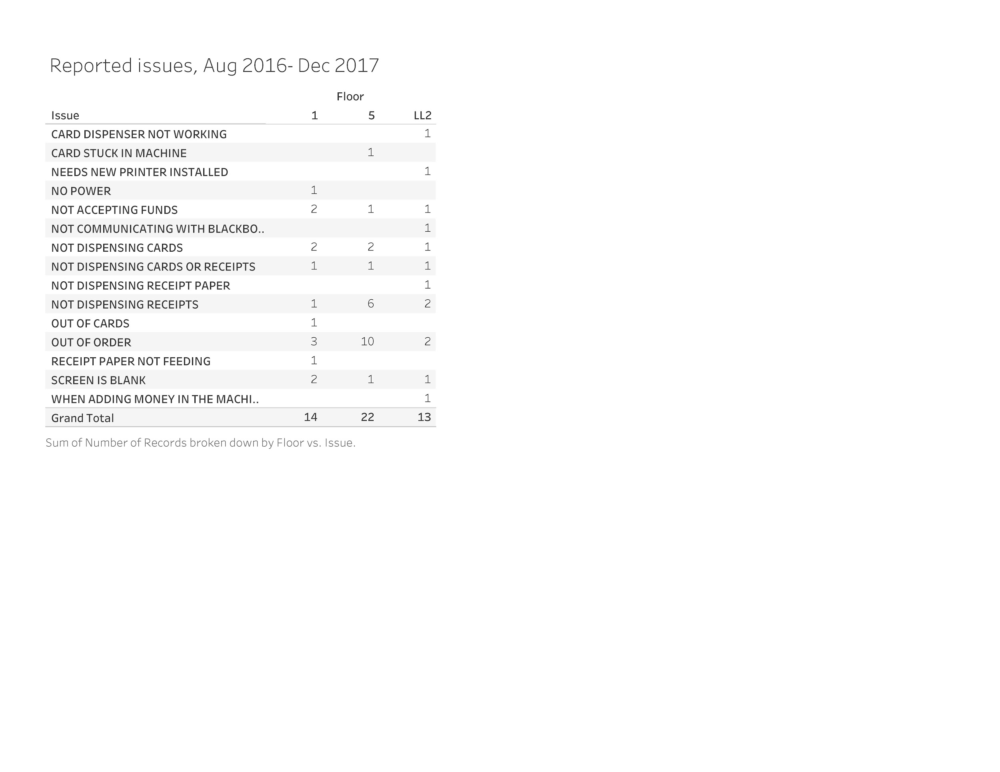 Reported issues, Aug 2016- Dec 2017
Floor
Issue 1 5 LL2
CARD DISPENSER NOT WORKING 1
CARD STUCK IN MACHINE 1
NEEDS NEW PRINTER INSTALLED 1
NO POWER 1
NOT ACCEPTING FUNDS 2 1 1
NOT COMMUNICATING WITH BLACKBO.. 1
NOT DISPENSING CARDS 2 2 1
NOT DISPENSING CARDS OR RECEIPTS 1 1 1
NOT DISPENSING RECEIPT PAPER 1
NOT DISPENSING RECEIPTS 1 6 2
OUT OF CARDS 1
OUT OF ORDER 3 10 2
RECEIPT PAPER NOT FEEDING 1
SCREEN IS BLANK 2 1 1
WHEN ADDING MONEY IN THE MACHI.. 1
Grand Total 14 22 13
Sum of Number of Records broken down by Floor vs. Issue.